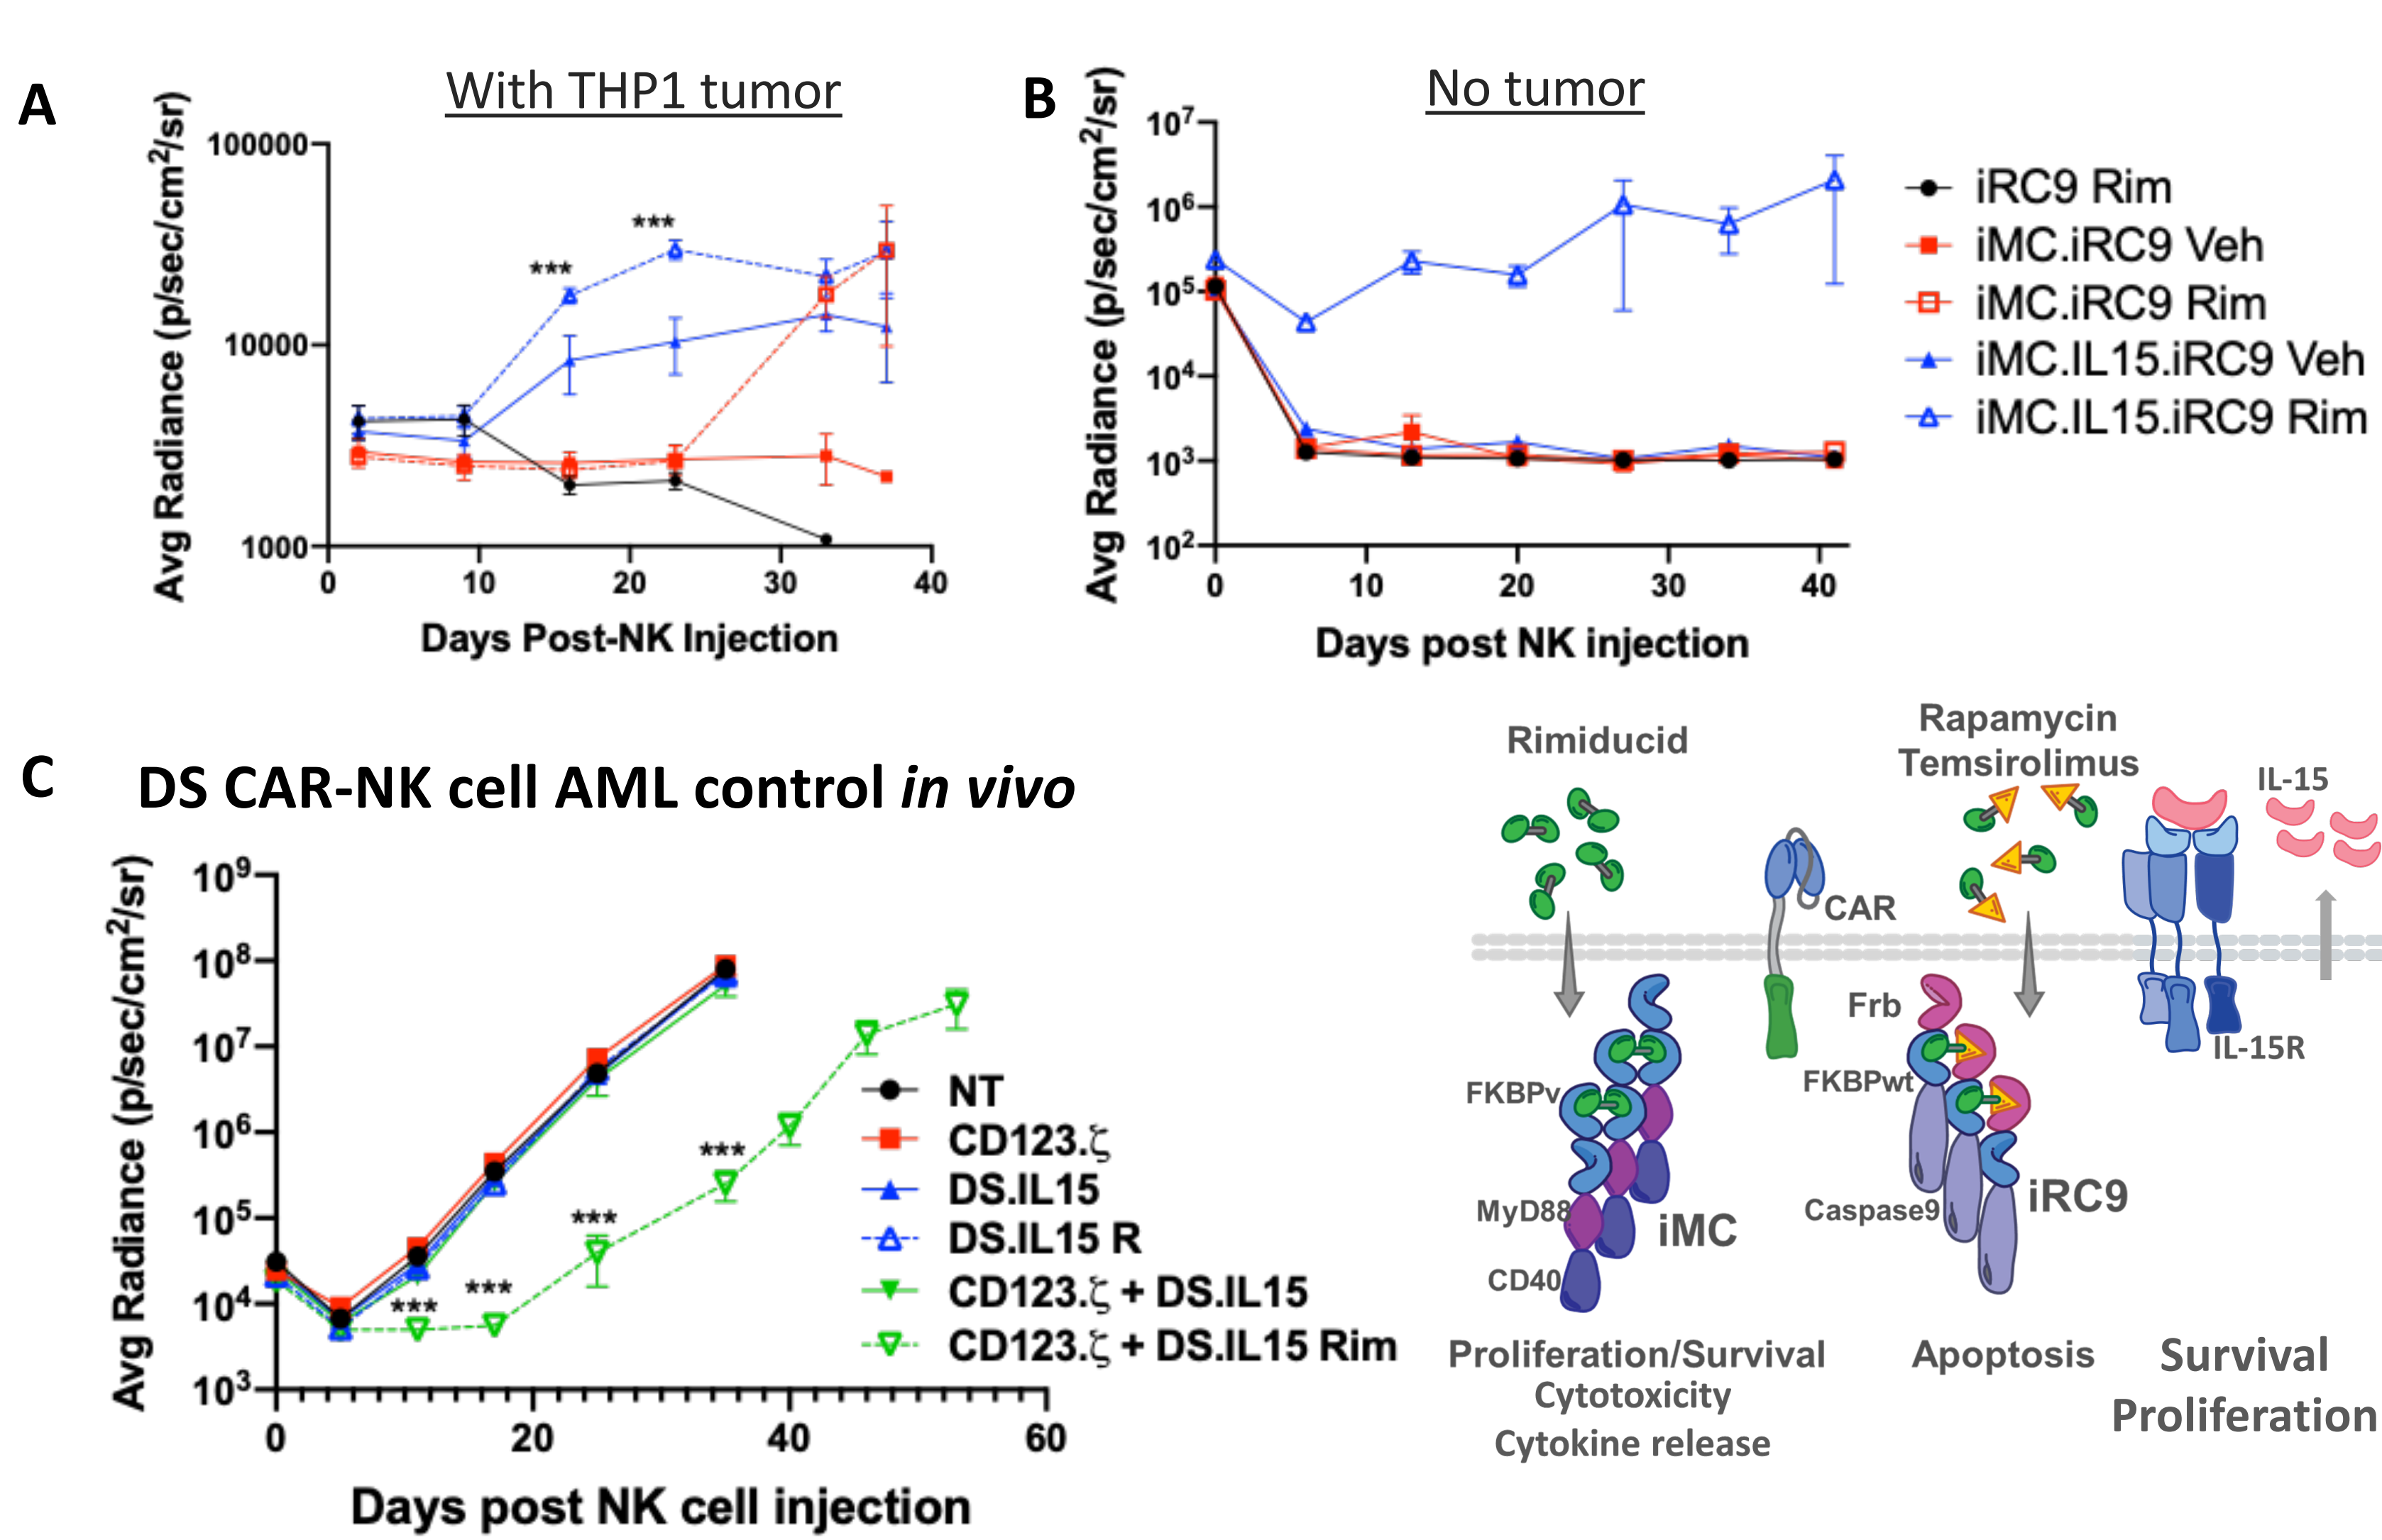 A
With THP1 tumor
Avg Radiance (p/sec/cm²/sr)
100000
10000
1000
0 10 20 30 40
Days Post-NK Injection
***
***
B
No tumor
Avg Radiance (p/sec/cm²/sr)
10⁷
10⁶
10⁵
10⁴
10³
10²
0 10 20 30 40
Days post NK injection
iRC9 Rim
iMC.iRC9 Veh
iMC.iRC9 Rim
iMC.IL15.iRC9 Veh
iMC.IL15.iRC9 Rim
C
DS CAR-NK cell AML control in vivo
Avg Radiance (p/sec/cm²/sr)
10⁹
10⁸
10⁷
10⁶
10⁵
10⁴
10³
0 20 40 60
Days post NK cell injection
***
***
***
***
NT
CD123.ζ
DS.IL15
DS.IL15 R
CD123.ζ + DS.IL15
CD123.ζ + DS.IL15 Rim
Rimiducid
Rapamycin
Temsirolimus
IL-15
CAR
Frb
IL-15R
FKBPv
FKBPwt
MyD88
iMC
Caspase9
iRC9
CD40
Proliferation/Survival
Cytotoxicity
Cytokine release
Apoptosis
Survival
Proliferation